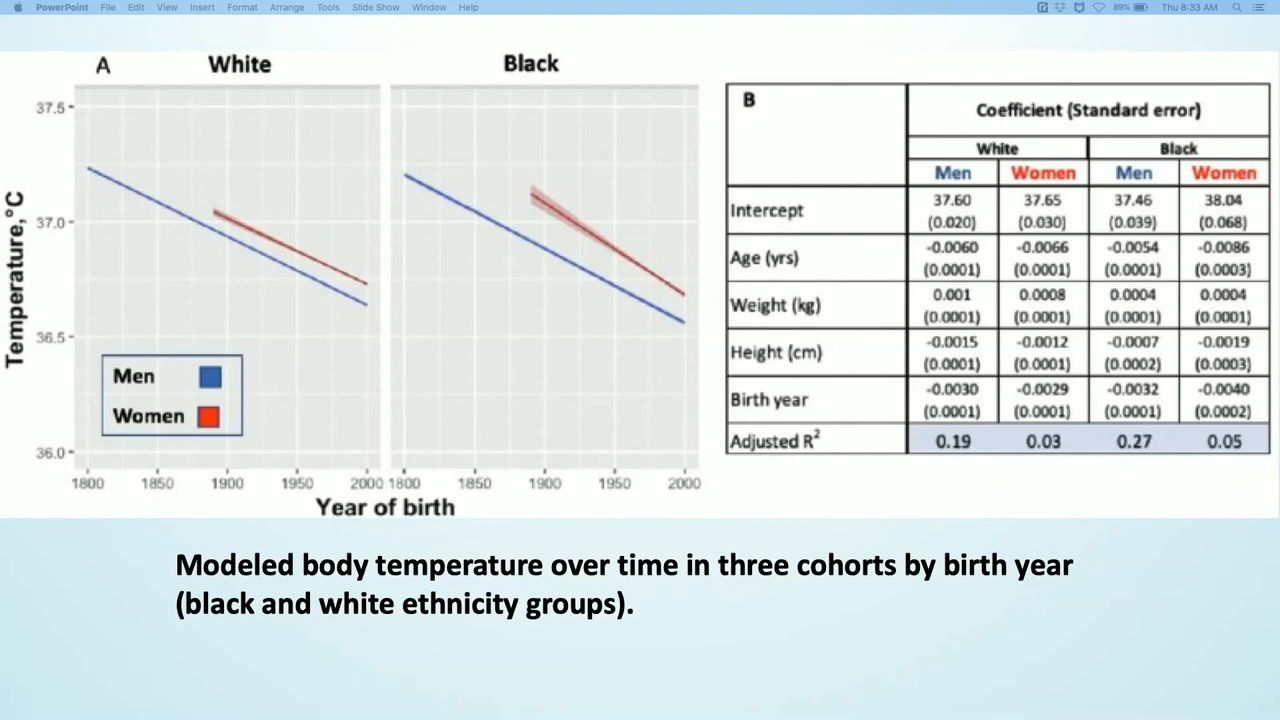 PowerPoint File Edit View Insert Format Arrange Tools Slide Show Window Help 89% Thu 8:33 AM
A White Black
37.5
37.0
36.5
36.0
Temperature,°C
Men
Women
1800 1850 1900 1950 2000 1800 1850 1900 1950 2000
Year of birth
B Coefficient (Standard error)
White Black
Men Women Men Women
Intercept 37.60 37.65 37.46 38.04
(0.020) (0.030) (0.039) (0.068)
Age (yrs) -0.0060 -0.0066 -0.0054 -0.0086
(0.0001) (0.0001) (0.0001) (0.0003)
Weight (kg) 0.001 0.0008 0.0004 0.0004
(0.0001) (0.0001) (0.0001) (0.0001)
Height (cm) -0.0015 -0.0012 -0.0007 -0.0019
(0.0001) (0.0001) (0.0002) (0.0003)
Birth year -0.0030 -0.0029 -0.0032 -0.0040
(0.0001) (0.0001) (0.0001) (0.0002)
Adjusted R² 0.19 0.03 0.27 0.05
Modeled body temperature over time in three cohorts by birth year
(black and white ethnicity groups).